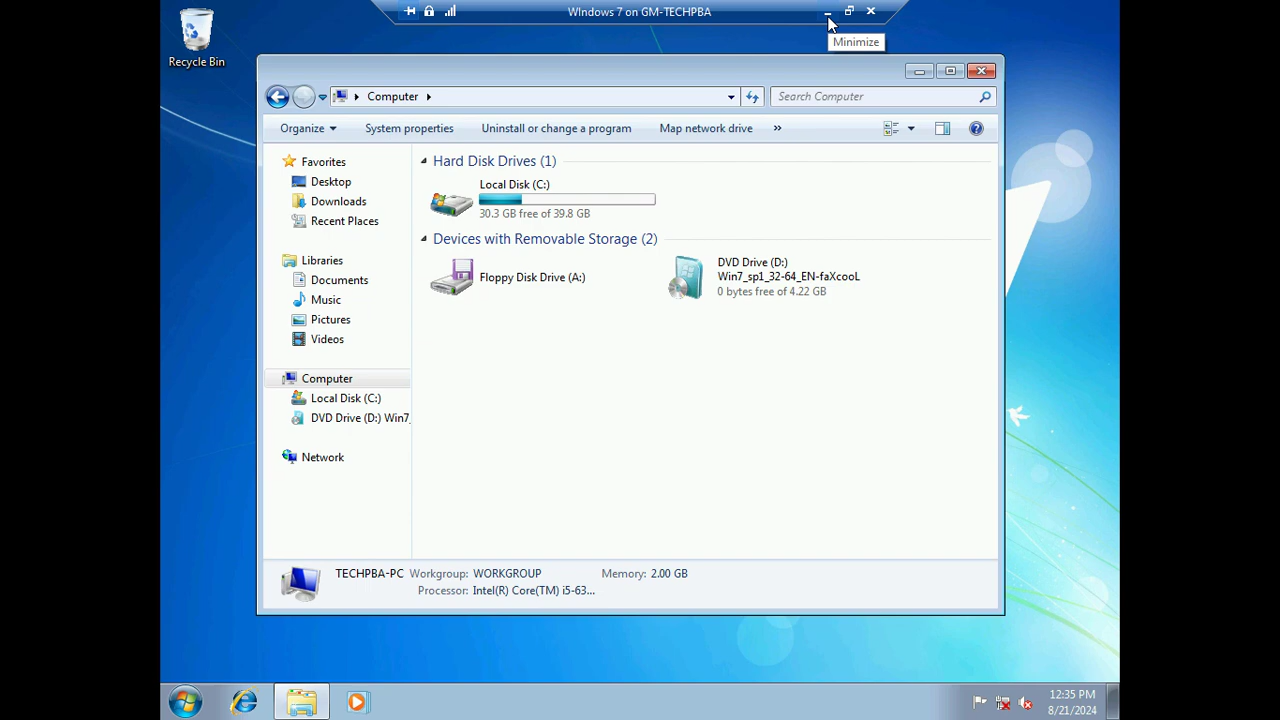 WIndows 7 on GM-TECHPBA
Minimize
Recycle Bin
Computer
Search Computer
Organize
System properties
Uninstall or change a program
Map network drive
»
Favorites
Desktop
Downloads
Recent Places
Libraries
Documents
Music
Pictures
Videos
Computer
Local Disk (C:)
DVD Drive (D:) Win7_
Network
Hard Disk Drives (1)
Local Disk (C:)
30.3 GB free of 39.8 GB
Devices with Removable Storage (2)
Floppy Disk Drive (A:)
DVD Drive (D:)
Win7_sp1_32-64_EN-faXcooL
0 bytes free of 4.22 GB
TECHPBA-PC Workgroup: WORKGROUP Memory: 2.00 GB
Processor: Intel(R) Core(TM) i5-63...
12:35 PM
8/21/2024